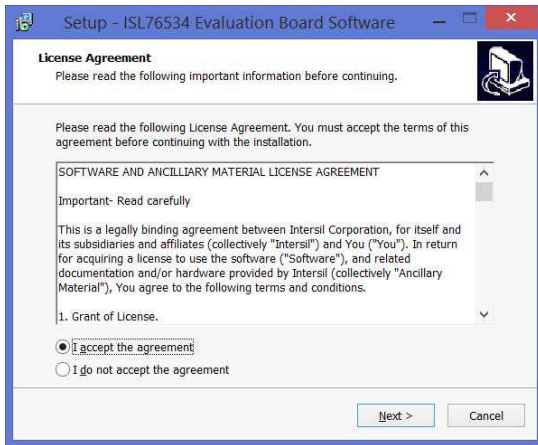 Setup - ISL76534 Evaluation Board Software
License Agreement
Please read the following important information before continuing.
Please read the following License Agreement. You must accept the terms of this
agreement before continuing with the installation.
SOFTWARE AND ANCILLIARY MATERIAL LICENSE AGREEMENT
Important- Read carefully
This is a legally binding agreement between Intersil Corporation, for itself and
its subsidiaries and affiliates (collectively "Intersil") and You ("You"). In return
for acquiring a license to use the software ("Software"), and related
documentation and/or hardware provided by Intersil (collectively "Ancillary
Material"), You agree to the following terms and conditions.
1. Grant of License.
I accept the agreement
I do not accept the agreement
Next >
Cancel